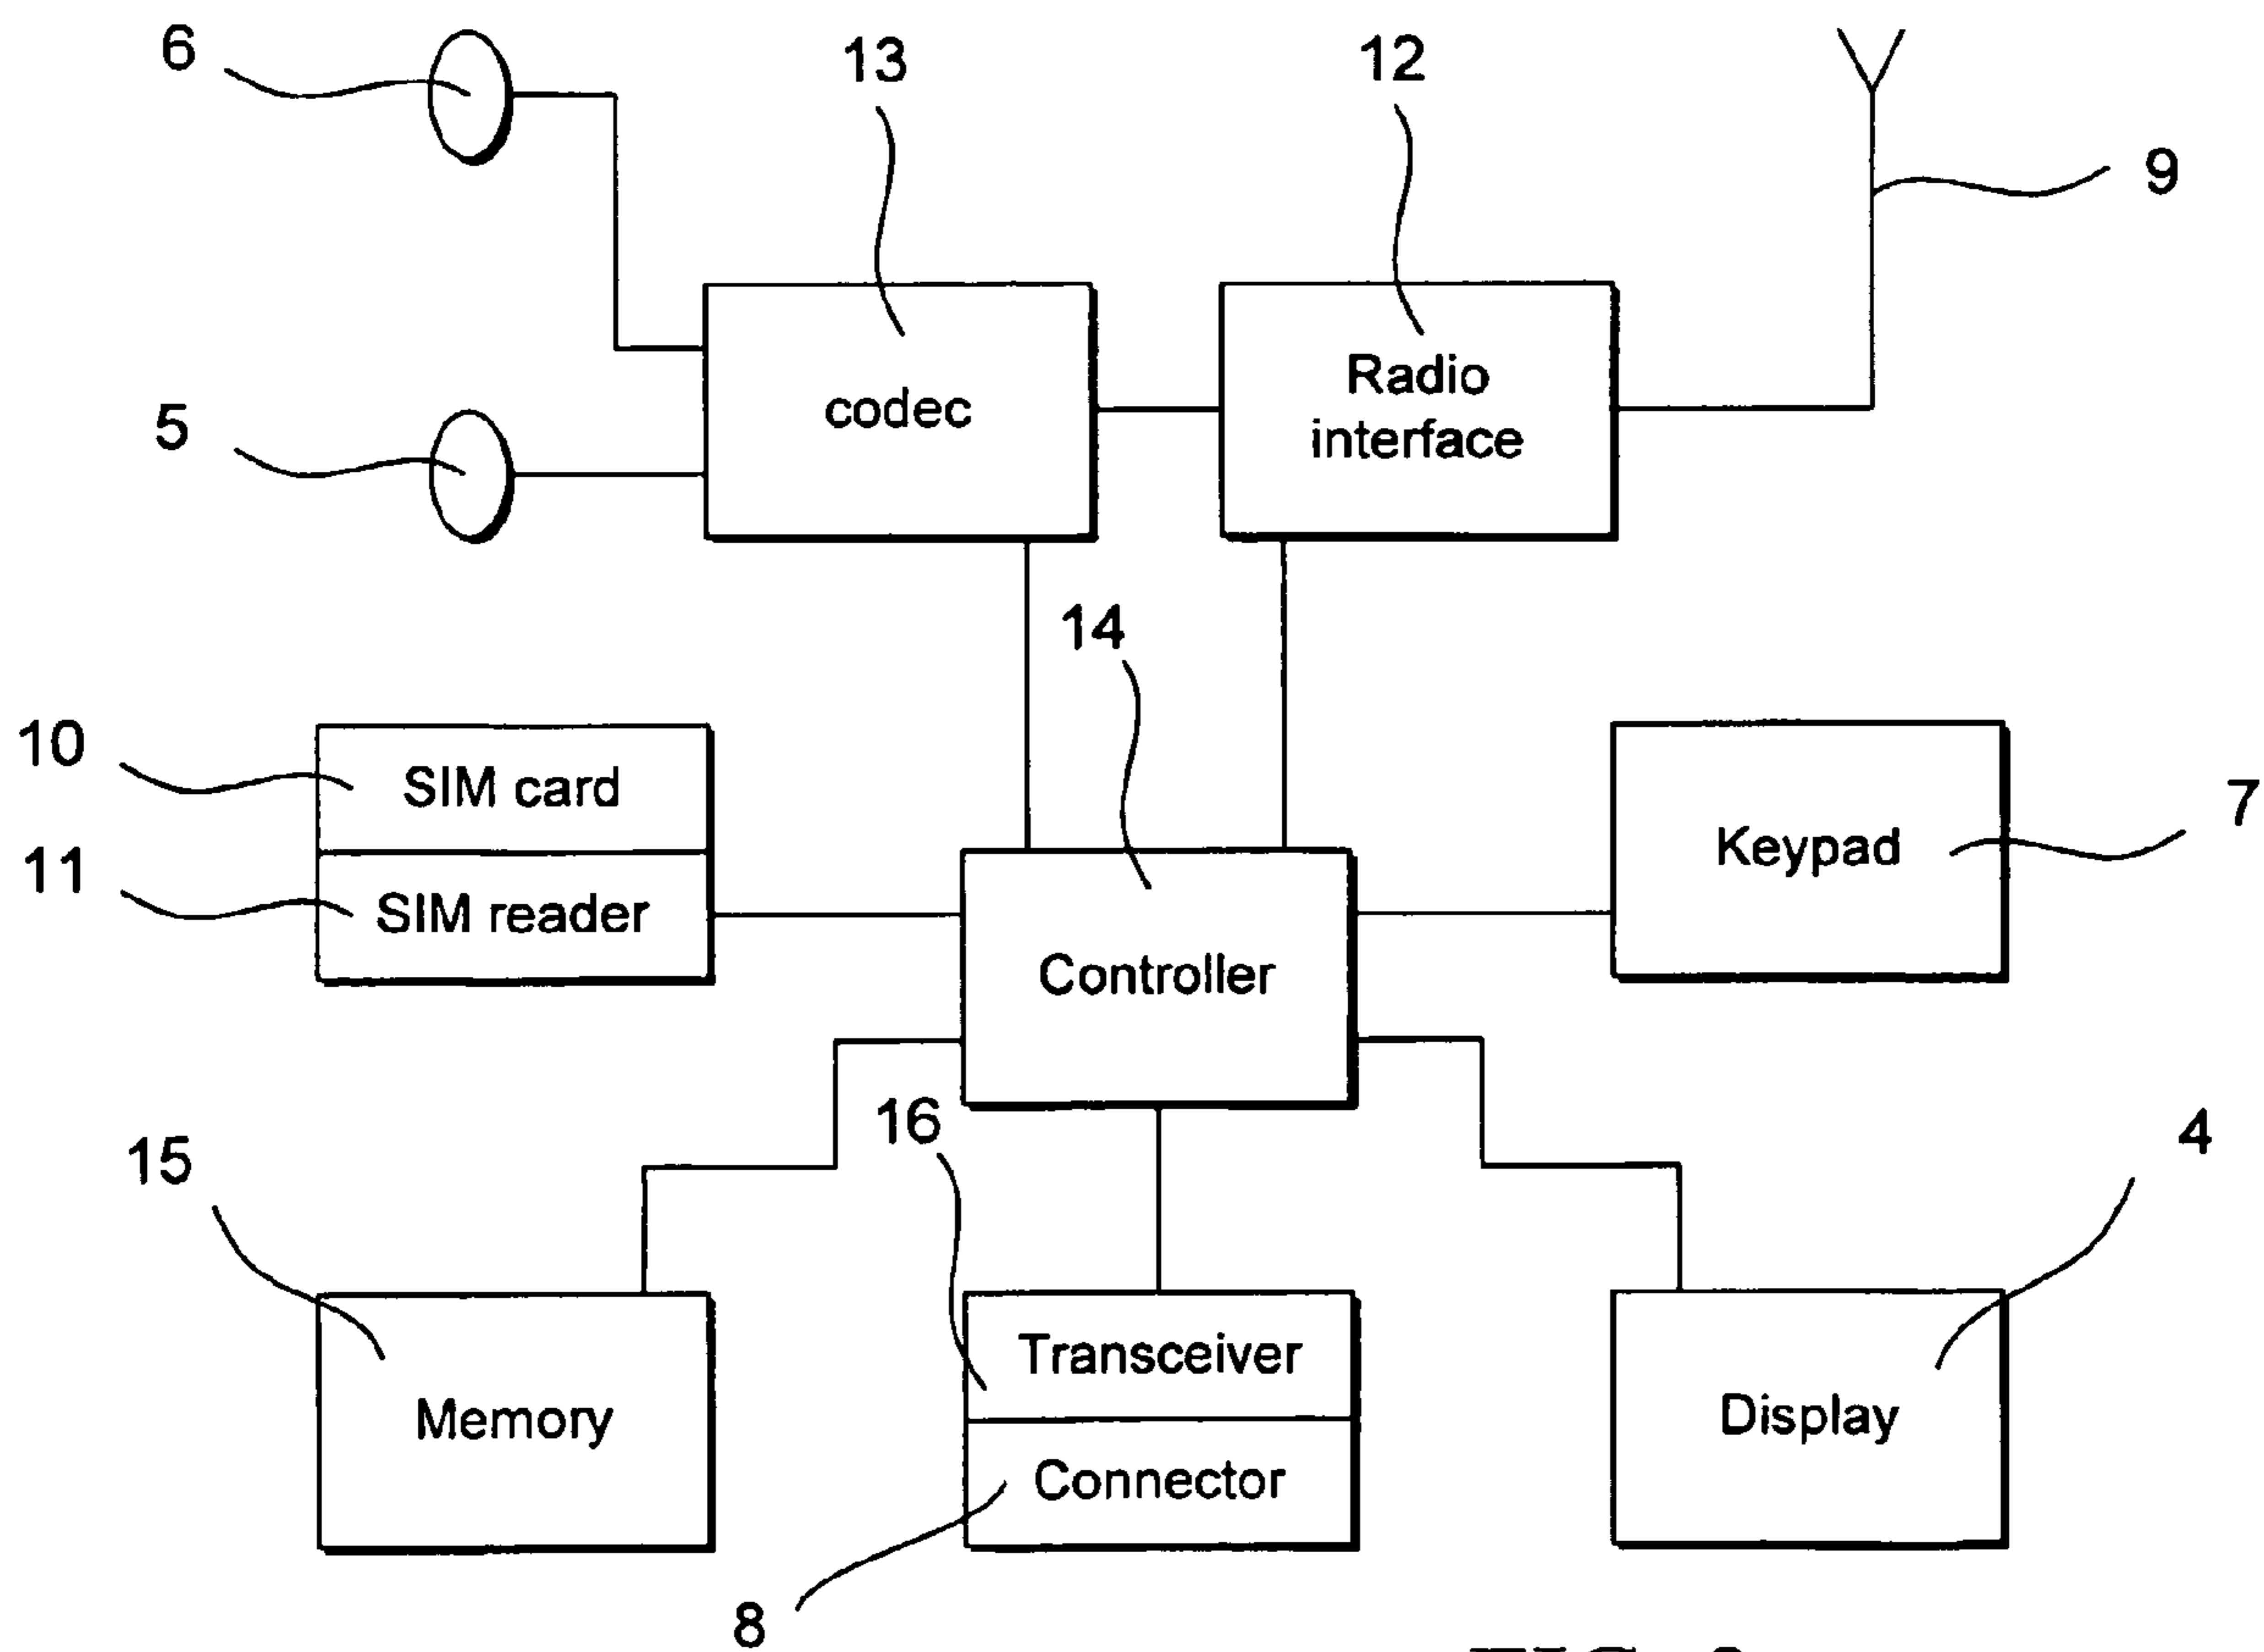 6
13
12
9
codec
Radio
interface
5
14
10
SIM card
7
Keypad
11
SIM reader
Controller
16
4
15
Transceiver
Memory
Display
Connector
8